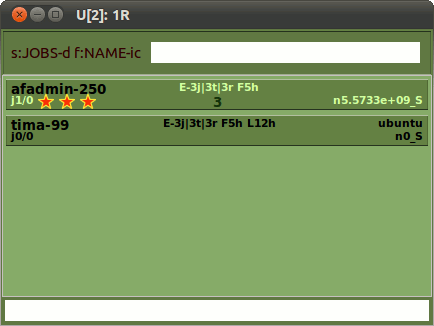 U[2]: 1R
s:JOBS-d f:NAME-ic
afadmin-250 E-3j|3t|3r F5h
j1/0 3 n5.5733e+09_S
tima-99 E-3j|3t|3r F5h L12h ubuntu
j0/0 n0_S